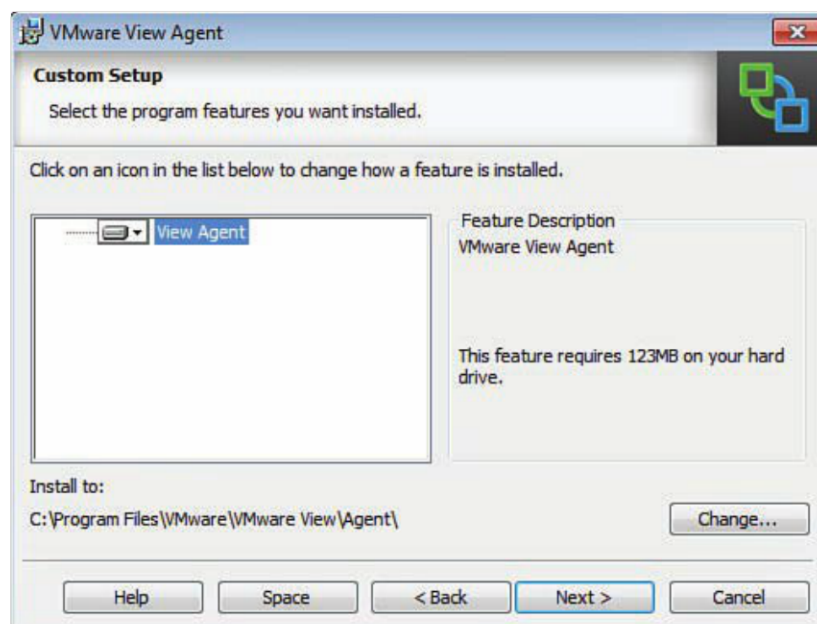 VMware View Agent
Custom Setup
Select the program features you want installed.
Click on an icon in the list below to change how a feature is installed.
View Agent
Feature Description
VMware View Agent
This feature requires 123MB on your hard
drive.
Install to:
C:\Program Files\VMware\VMware View\Agent\
Change...
Help
Space
< Back
Next >
Cancel